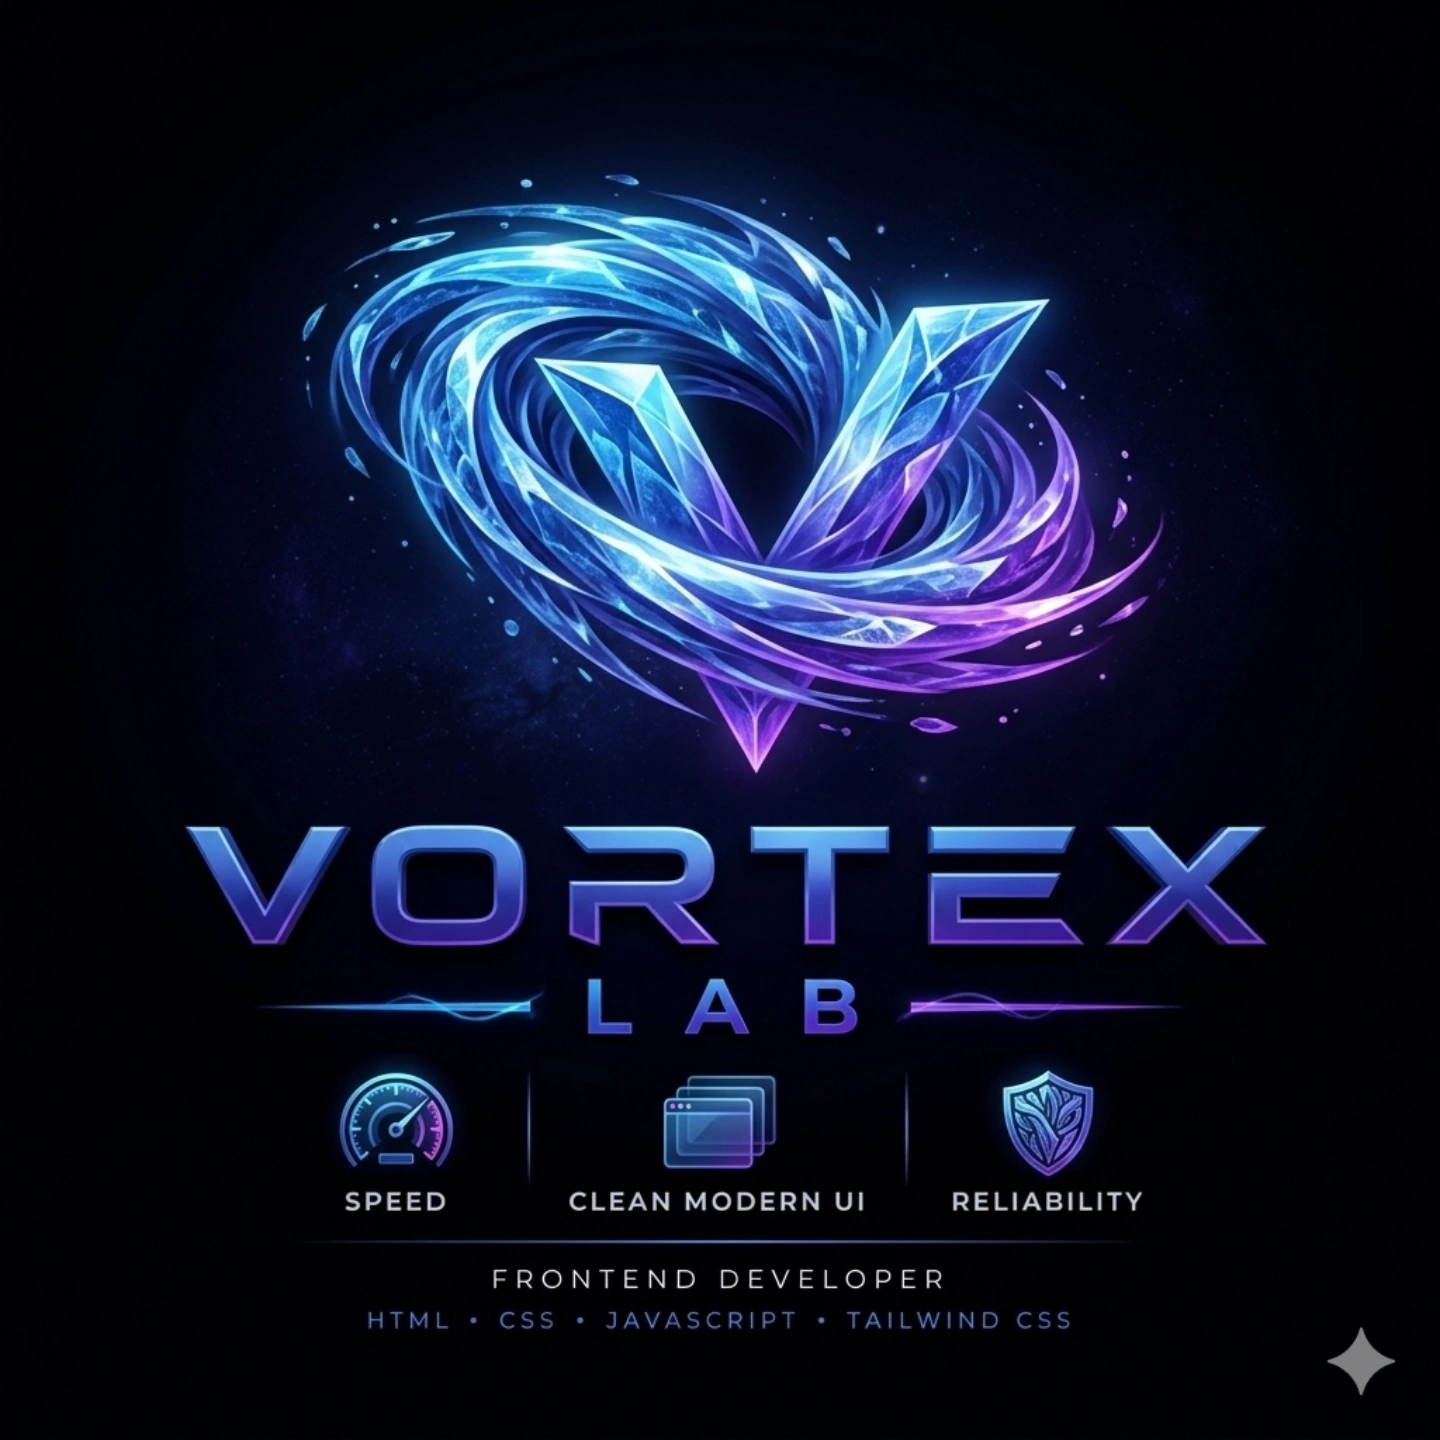 VORTEX
LAB
SPEED
CLEAN MODERN UI
RELIABILITY
FRONTEND DEVELOPER
HTML • CSS • JAVASCRIPT • TAILWIND CSS